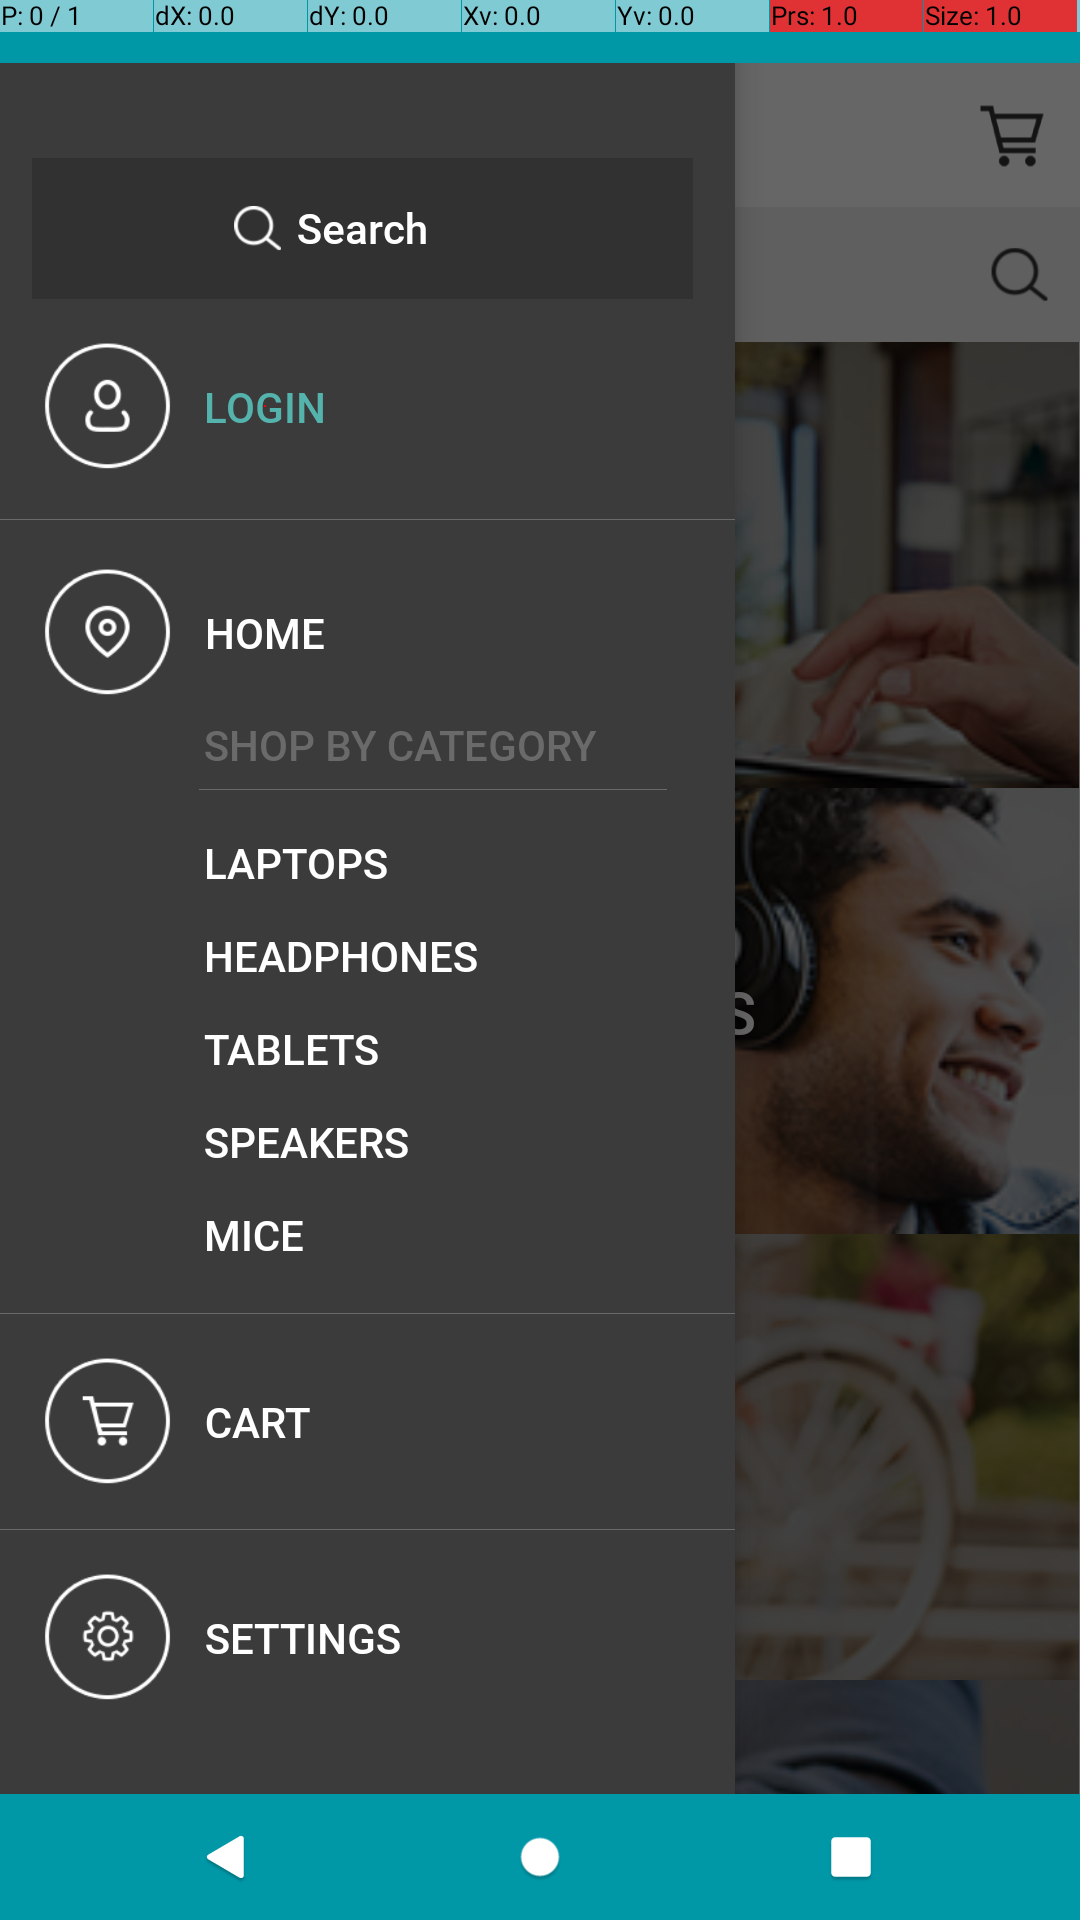 P: 0 / 1 dX: 0.0 dY: 0.0 Xv: 0.0 Yv: 0.0 Prs: 1.0 Size: 1.0
Search
LOGIN
HOME
SHOP BY CATEGORY
LAPTOPS
HEADPHONES
S
TABLETS
SPEAKERS
MICE
CART
SETTINGS